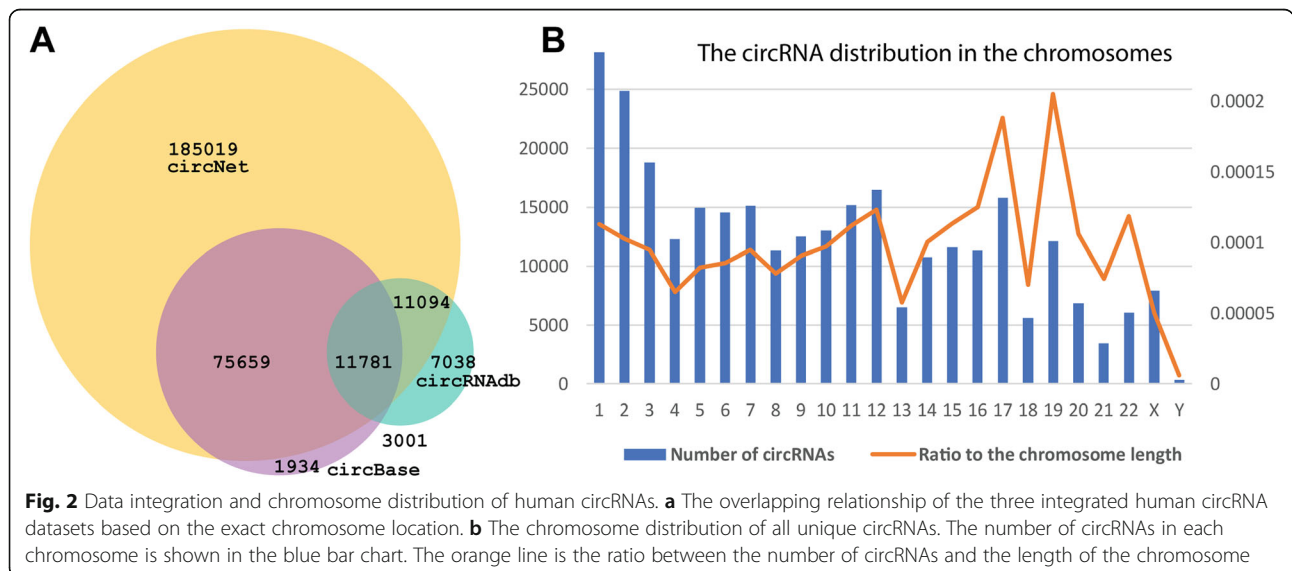 A
185019
circNet
75659
11781
11094
7038
circRNAdb
3001
1934 circBase
B
The circRNA distribution in the chromosomes
25000
20000
15000
10000
5000
0
0.0002
0.00015
0.0001
0.00005
0
1 2 3 4 5 6 7 8 9 10 11 12 13 14 15 16 17 18 19 20 21 22 X Y
Number of circRNAs Ratio to the chromosome length
Fig. 2 Data integration and chromosome distribution of human circRNAs. a The overlapping relationship of the three integrated human circRNA
datasets based on the exact chromosome location. b The chromosome distribution of all unique circRNAs. The number of circRNAs in each
chromosome is shown in the blue bar chart. The orange line is the ratio between the number of circRNAs and the length of the chromosome